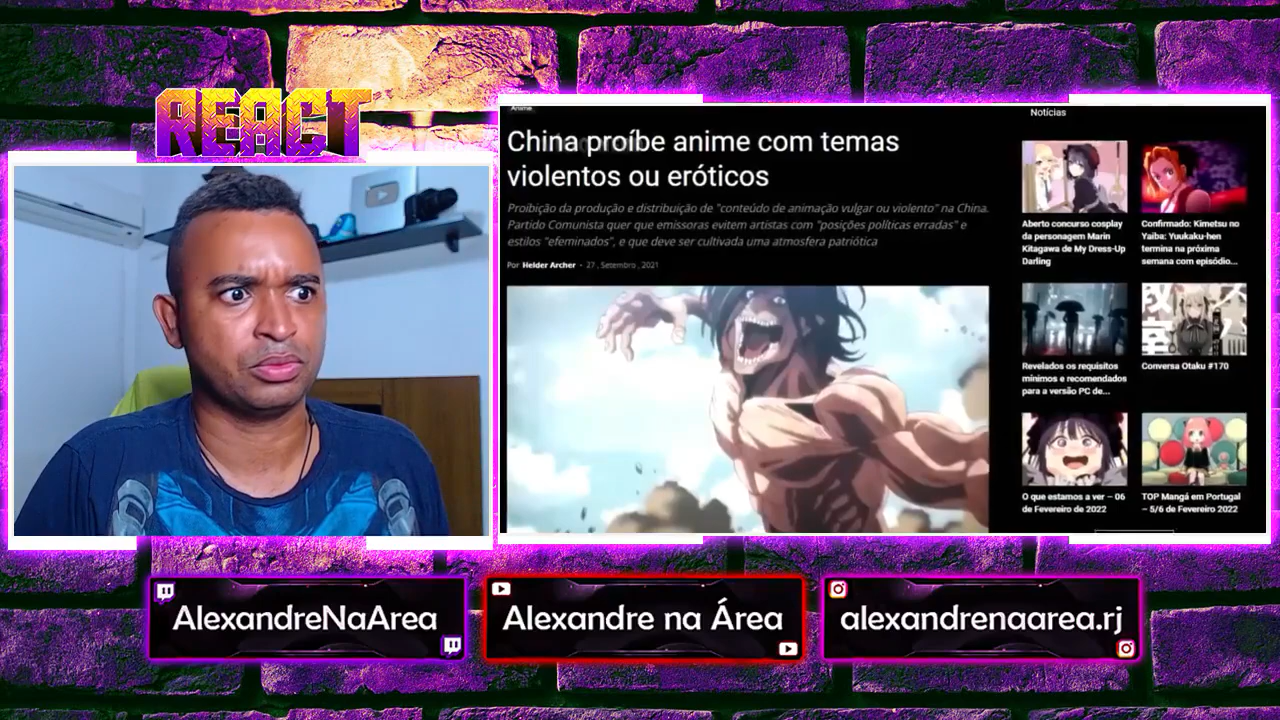 REACT
Anime
China proíbe anime com temas
violentos ou eróticos
Proibição da produção e distribuição de "conteúdo de animação vulgar ou violento" na China.
Partido Comunista quer que emissoras evitem artistas com "posições políticas erradas" e
estilos "efeminados", e que deve ser cultivada uma atmosfera patriótica
Por Helder Archer - 27 , Setembro , 2021
Notícias
Aberto concurso cosplay
da personagem Marin
Kitagawa de My Dress-Up
Darling
Confirmado: Kimetsu no
Yaiba: Yuukaku-hen
termina na próxima
semana com episódio...
Revelados os requisitos
mínimos e recomendados
para a versão PC de...
Conversa Otaku #170
O que estamos a ver – 06
de Fevereiro de 2022
TOP Mangá em Portugal
– 5/6 de Fevereiro 2022
AlexandreNaArea
Alexandre na Área
alexandrenaarea.rj